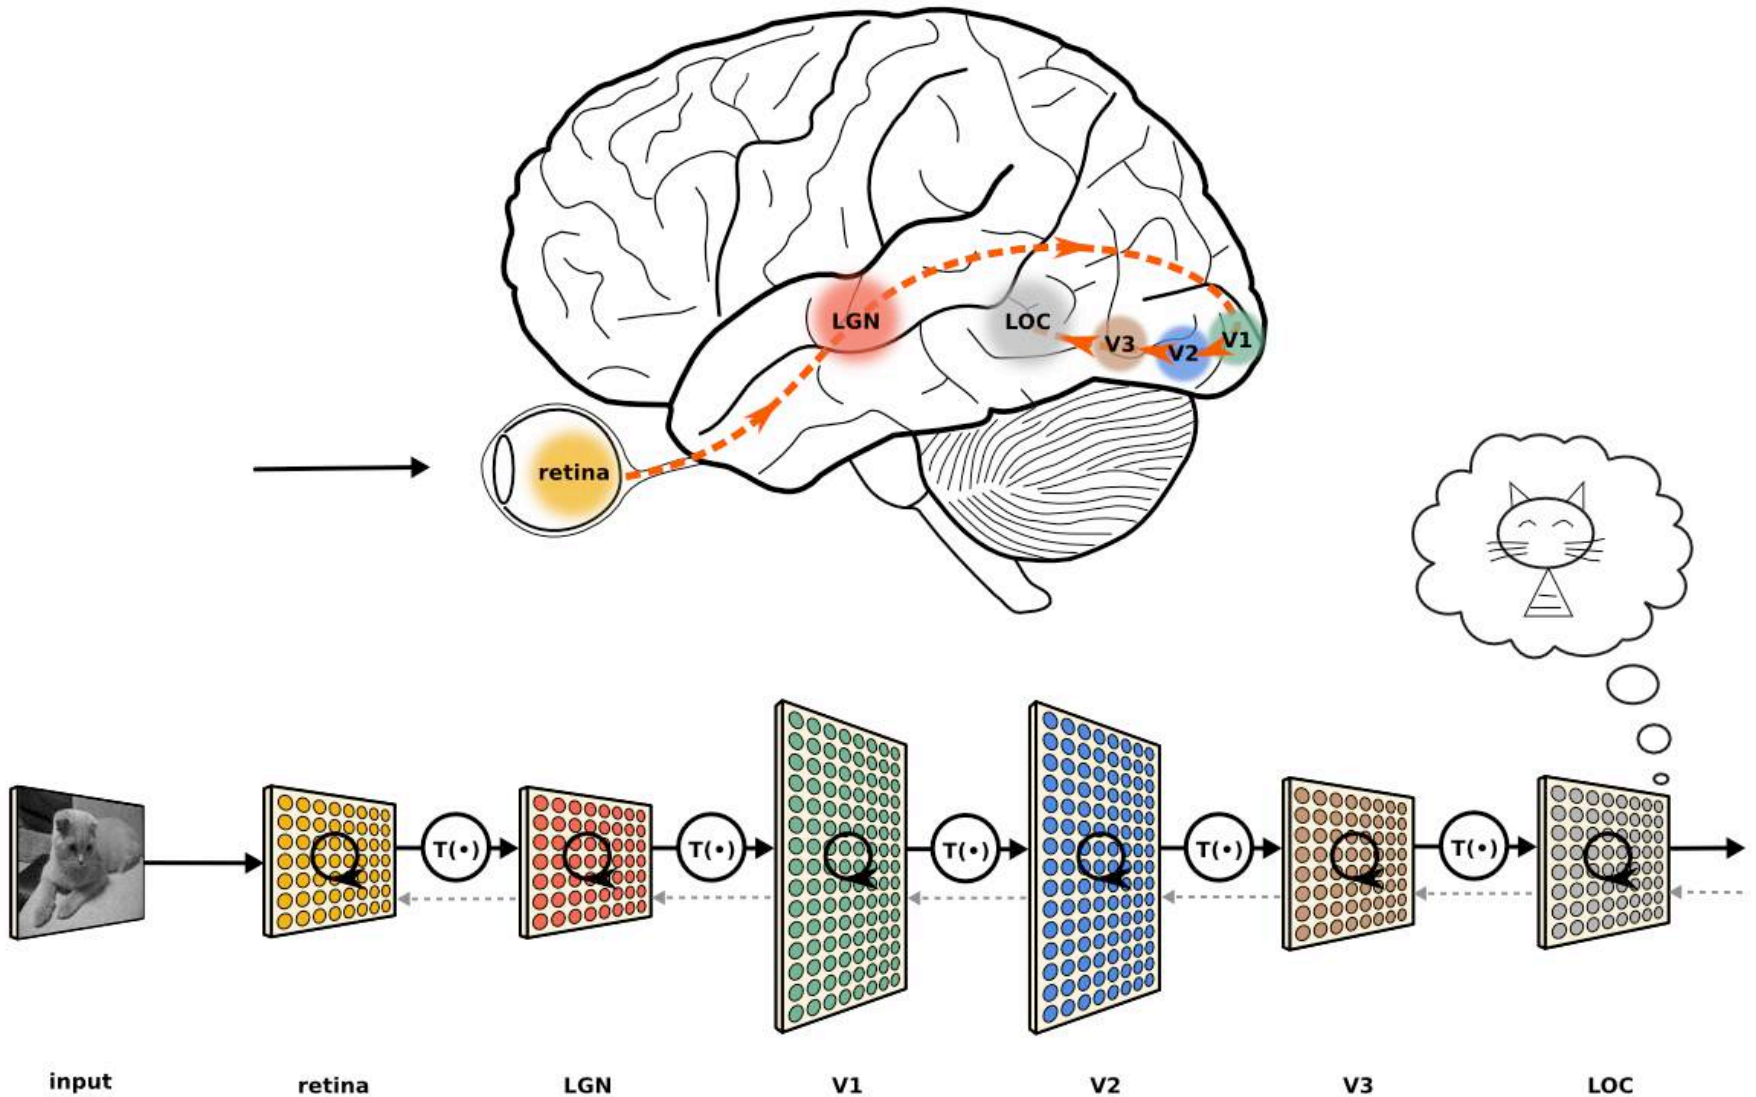 LGN
LOC
V3
V2
V1
retina
T(•)
T(•)
T(•)
T(•)
T(•)
input
retina
LGN
V1
V2
V3
LOC